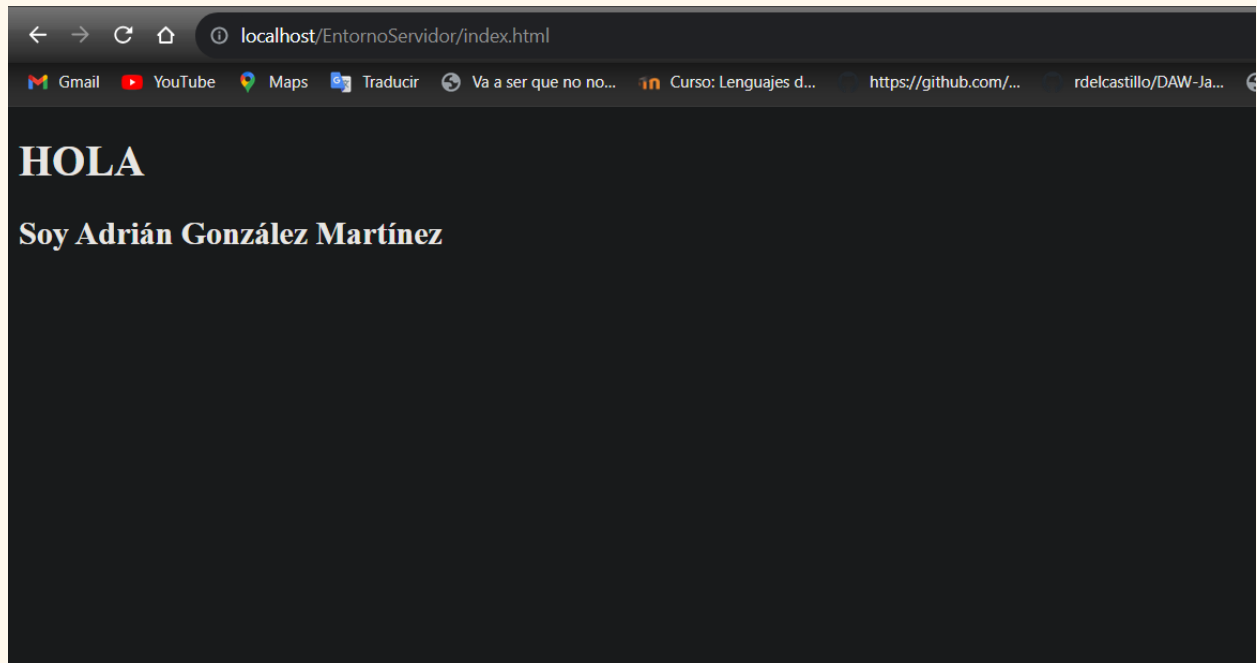 localhost/EntornoServidor/index.html
Gmail YouTube Maps Traducir Va a ser que no no... Curso: Lenguajes d... https://github.com/... rdelcastillo/DAW-Ja...
HOLA
Soy Adrián González Martínez